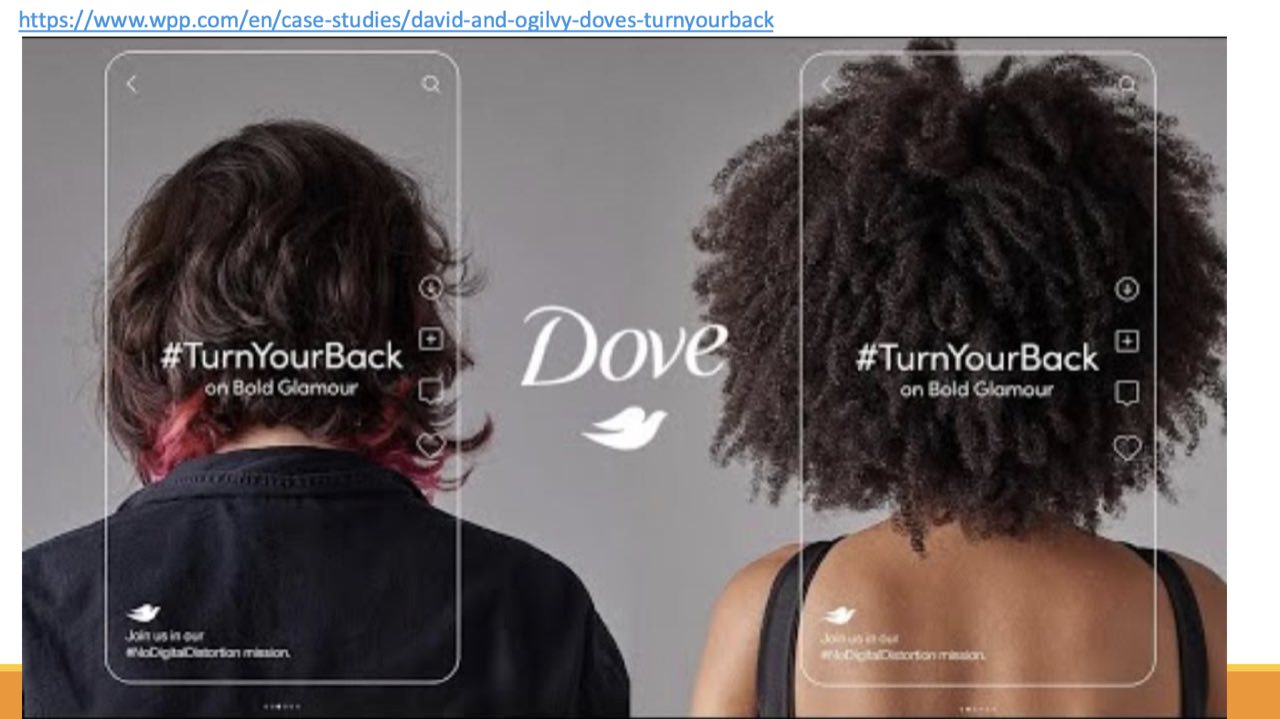 https://www.wpp.com/en/case-studies/david-and-ogilvy-doves-turnyourback
#TurnYourBack
on Bold Glamour
Join us in our
#NoDigitalDistortion mission.
Dove
#TurnYourBack
on Bold Glamour
Join us in our
#NoDigitalDistortion mission.